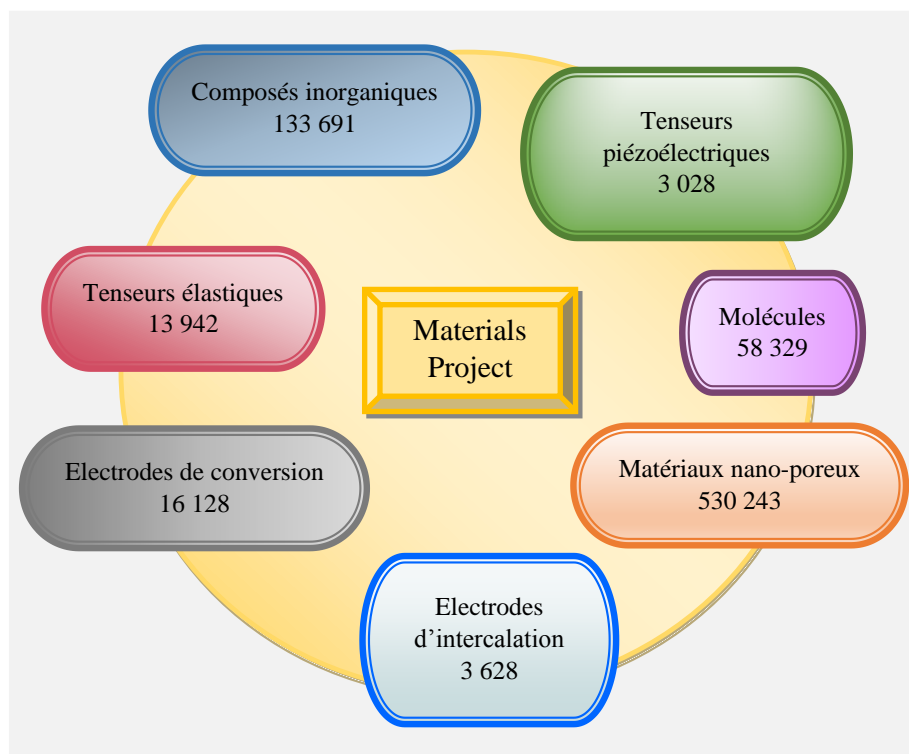 Composés inorganiques
133 691
Tenseurs
piézoélectriques
3 028
Tenseurs élastiques
13 942
Materials
Project
Molécules
58 329
Electrodes de conversion
16 128
Matériaux nano-poreux
530 243
Electrodes
d’intercalation
3 628